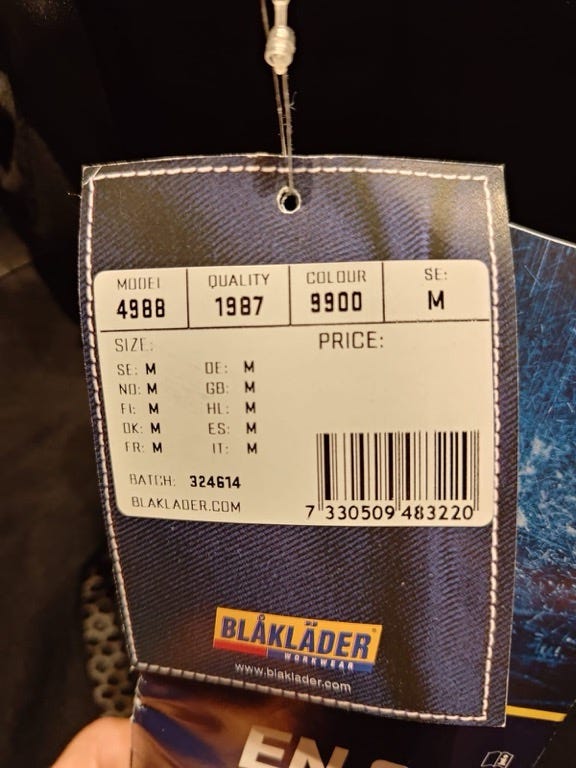 MODEL QUALITY COLOUR SE:
4988 1987 9900 M
SIZE: PRICE:
SE: M DE: M
NO: M GB: M
FI: M HL: M
DK: M ES: M
FR: M IT: M
BATCH: 324614
BLAKLADER.COM
7 330509 483220
BLÅKLÄDER®
WORKWEAR
www.blaklader.com
EN